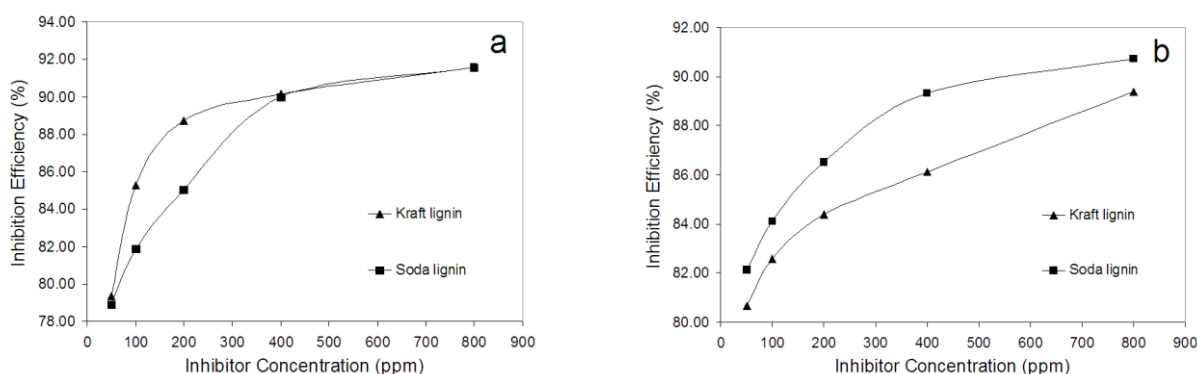 a
Inhibition Efficiency (%)
94.00
92.00
90.00
88.00
86.00
84.00
82.00
80.00
78.00
Kraft lignin
Soda lignin
0 100 200 300 400 500 600 700 800 900
Inhibitor Concentration (ppm)
b
Inhibition Efficiency (%)
92.00
90.00
88.00
86.00
84.00
82.00
80.00
Kraft lignin
Soda lignin
0 100 200 300 400 500 600 700 800 900
Inhibitor Concentration (ppm)